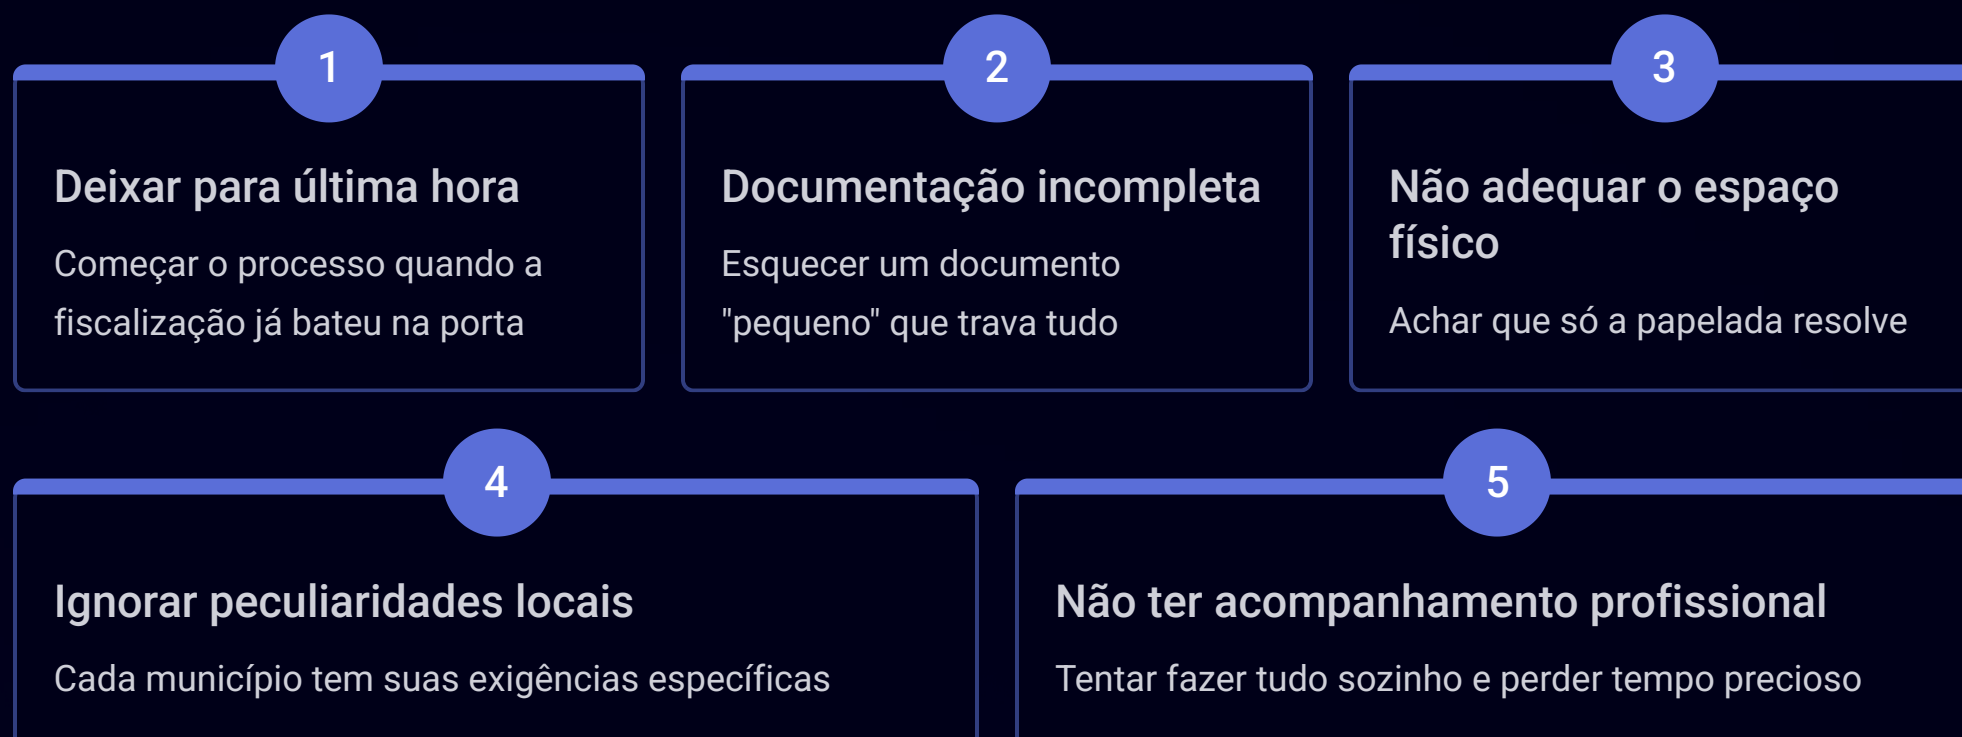 1
Deixar para última hora
Começar o processo quando a
fiscalização já bateu na porta
2
Documentação incompleta
Esquecer um documento
"pequeno" que trava tudo
3
Não adequar o espaço
físico
Achar que só a papelada resolve
4
Ignorar peculiaridades locais
Cada município tem suas exigências específicas
5
Não ter acompanhamento profissional
Tentar fazer tudo sozinho e perder tempo precioso